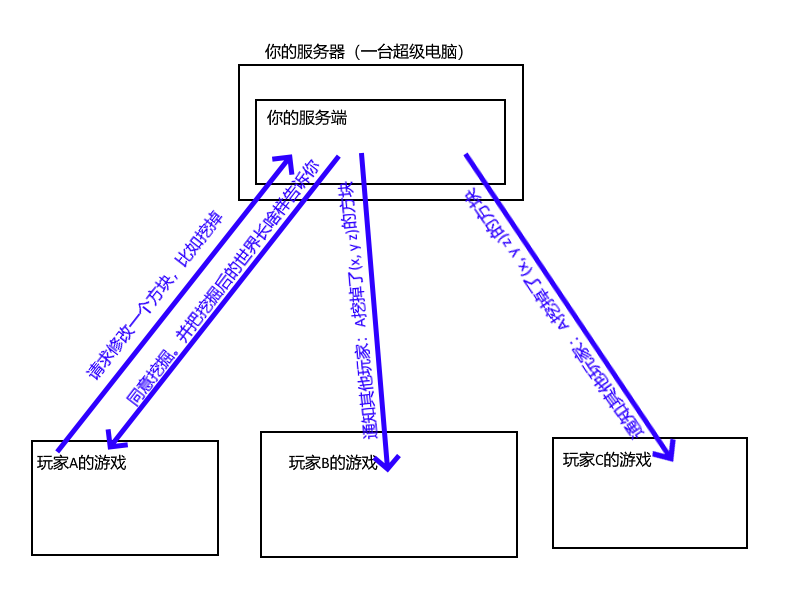 你的服务器（一台超级电脑）
你的服务端
请求修改一个方块，比如挖掉
同意挖掘。并把挖掘后的世界长啥样告诉你
通知其他玩家：A挖掉了(x, y z)的方块
通知其他玩家：A挖掉了(x, y z)的方块
玩家A的游戏
玩家B的游戏
玩家C的游戏